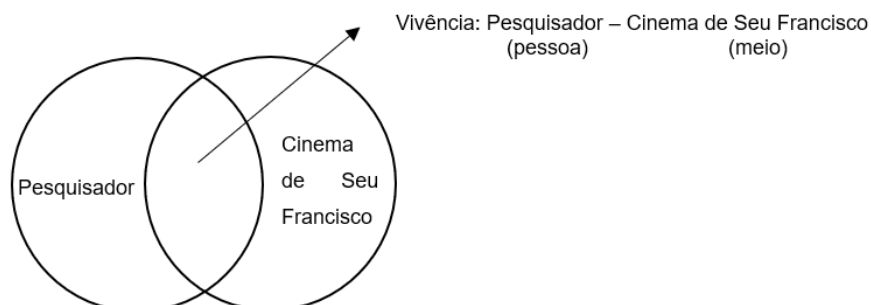 Vivência: Pesquisador – Cinema de Seu Francisco
(pessoa) (meio)
Cinema
de Seu
Francisco
Pesquisador